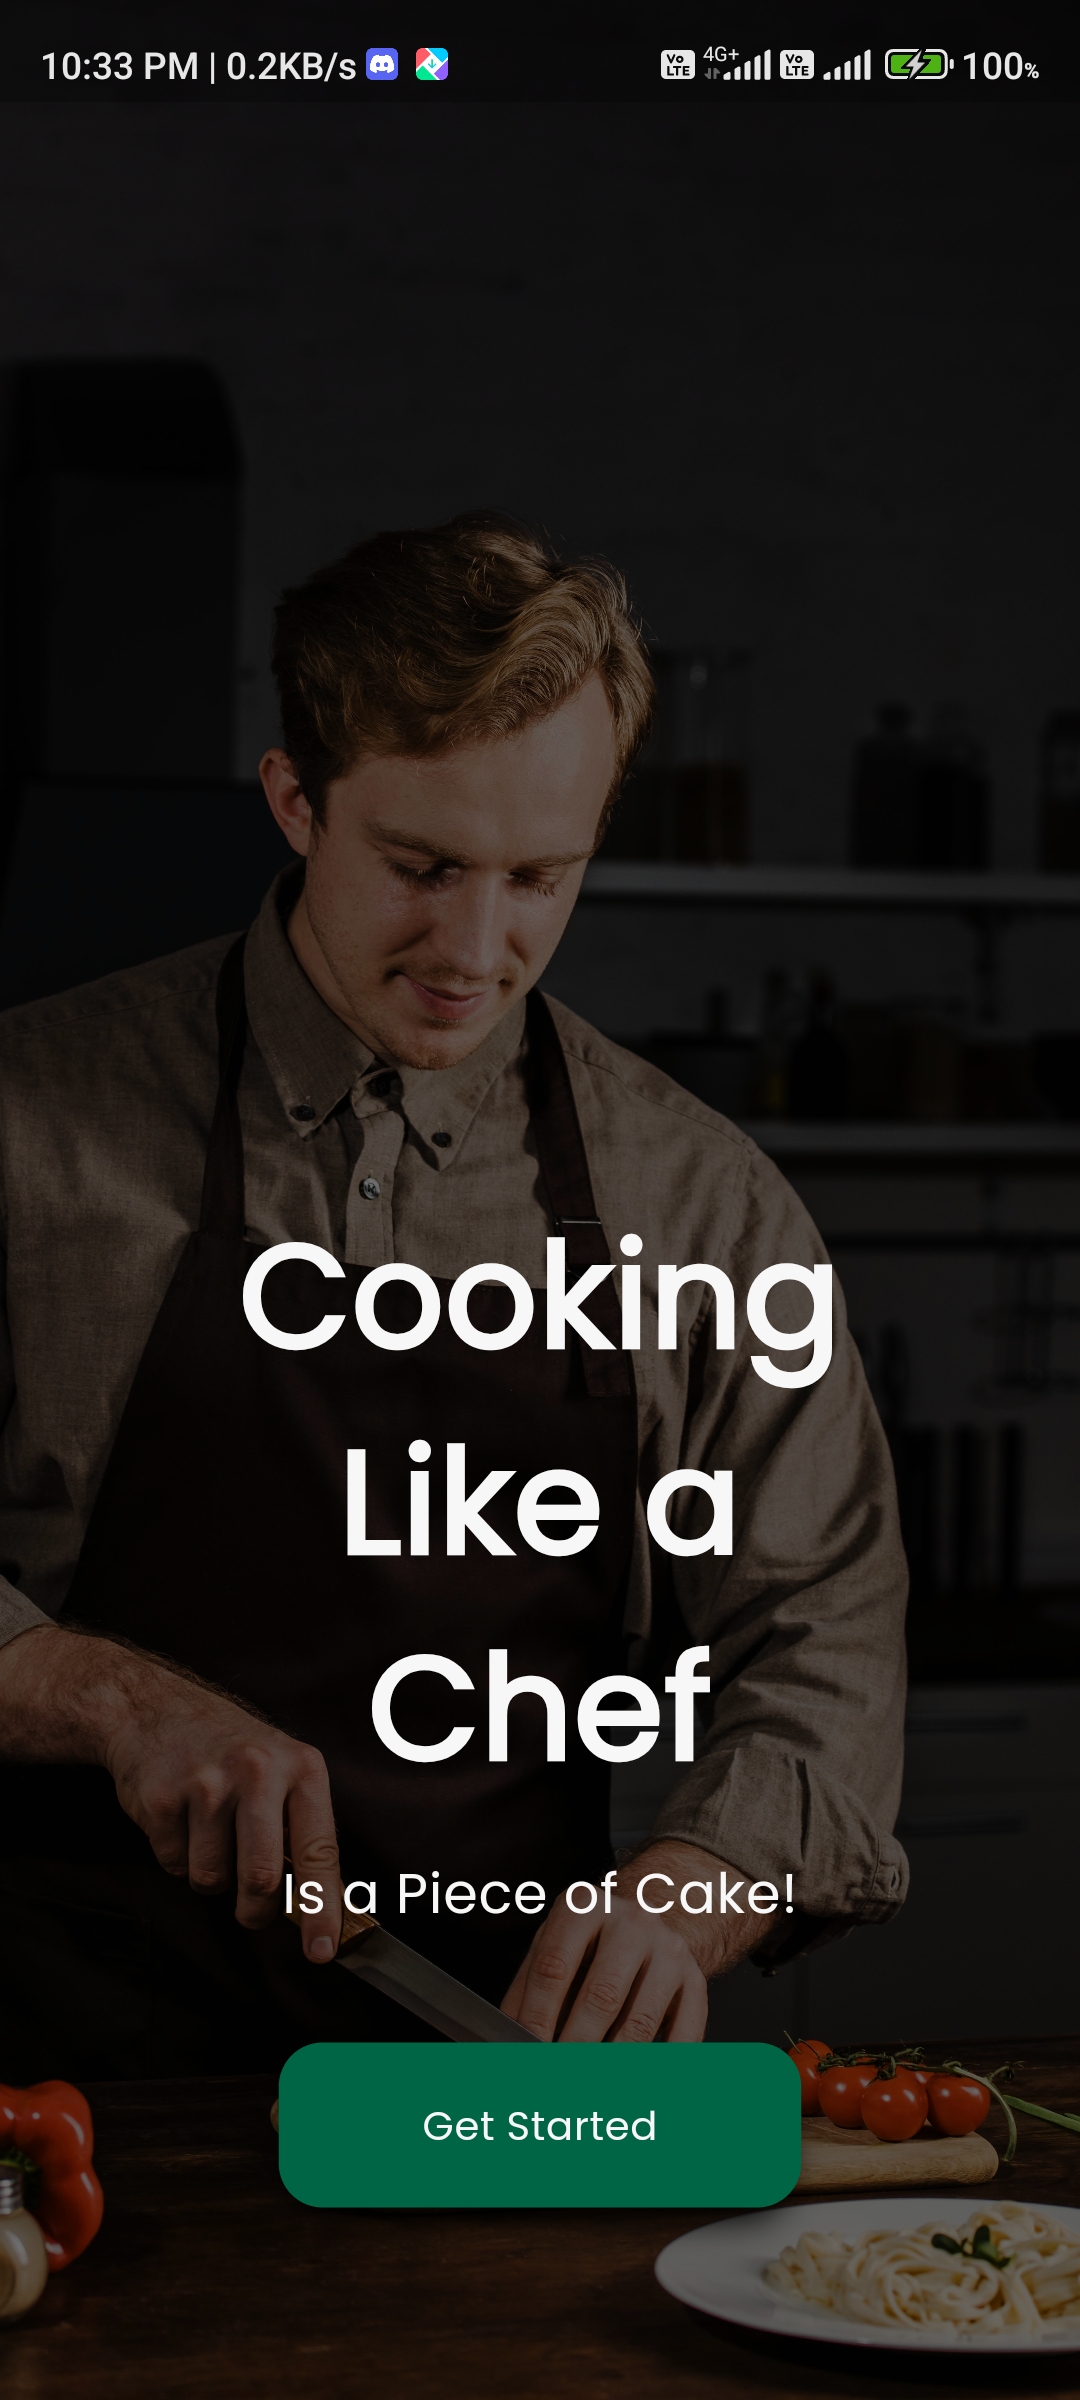 10:33 PM | 0.2KB/s Vo LTE 4G+ Vo LTE 100%
Cooking
Like a
Chef
Is a Piece of Cake!
Get Started